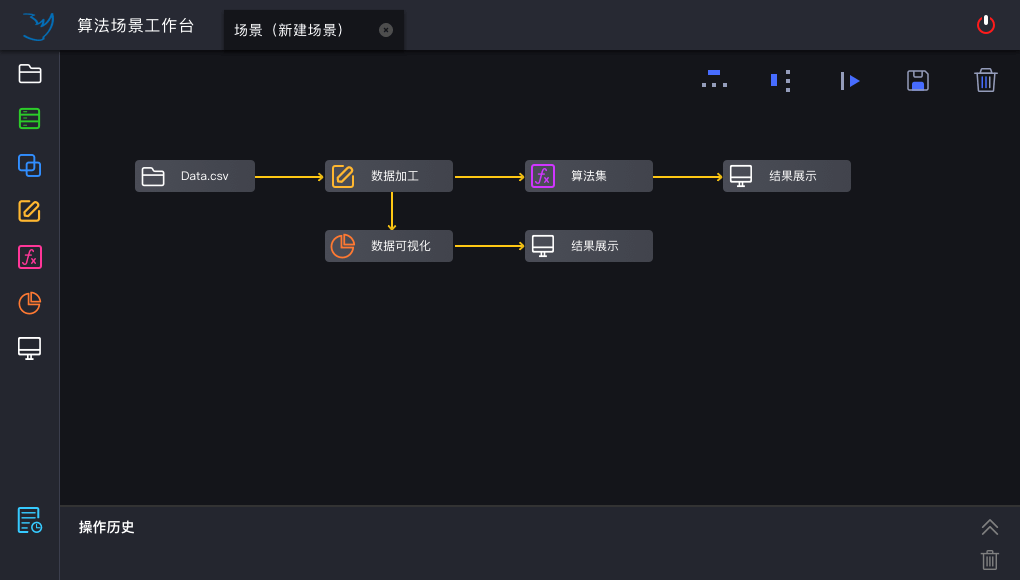 算法场景工作台
场景（新建场景）
Data.csv
数据加工
算法集
结果展示
数据可视化
结果展示
操作历史